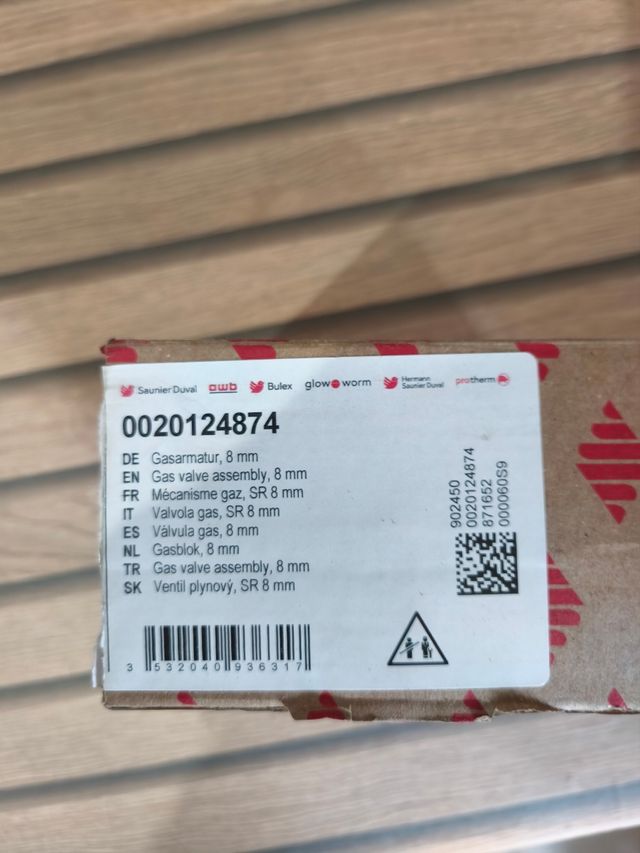 Saunier Duval awb Bulex glow worm Hermann Saunier Duval protherm
0020124874
DE Gasarmatur, 8 mm
EN Gas valve assembly, 8 mm
FR Mécanisme gaz, SR 8 mm
IT Valvola gas, SR 8 mm
ES Válvula gas, 8 mm
NL Gasblok, 8 mm
TR Gas valve assembly, 8 mm
SK Ventil plynový, SR 8 mm
902450
0020124874
871652
000060S9
3 532040 936317